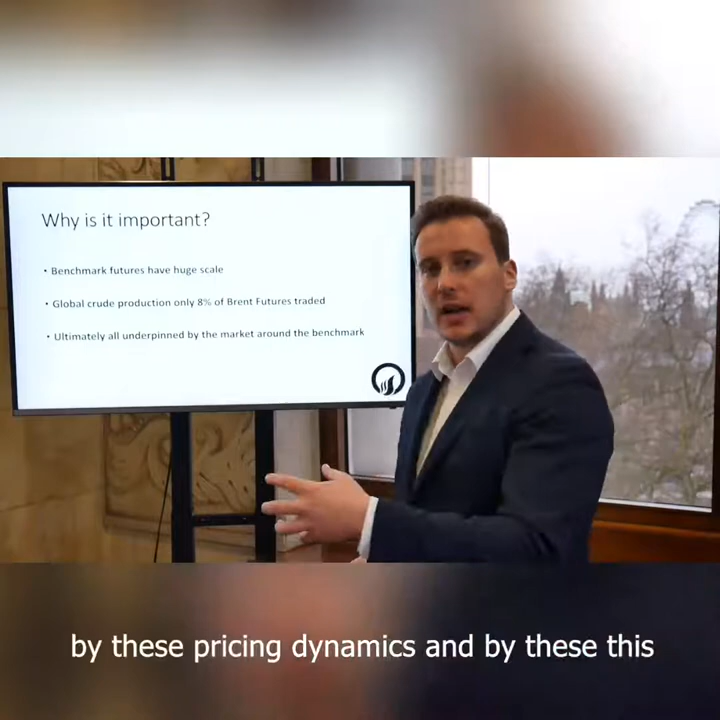 Why is it important?
• Benchmark futures have huge scale
• Global crude production only 8% of Brent Futures traded
• Ultimately all underpinned by the market around the benchmark
by these pricing dynamics and by these this